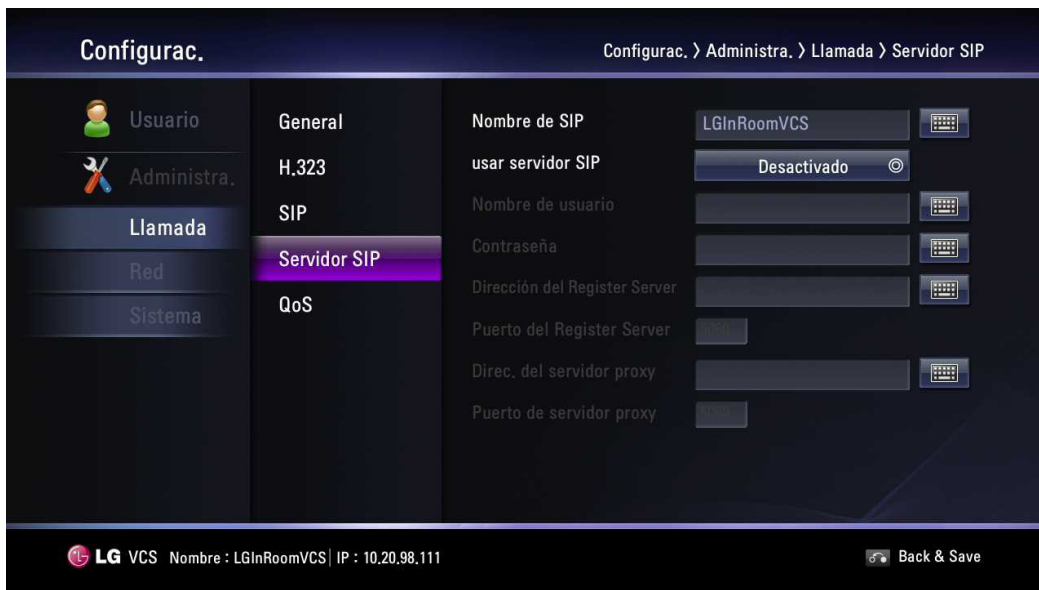 Configurac.
Configurac. > Administra. > Llamada > Servidor SIP
Usuario
Administra.
Llamada
Red
Sistema
General
H.323
SIP
Servidor SIP
QoS
Nombre de SIP LGInRoomVCS
usar servidor SIP Desactivado
Nombre de usuario
Contraseña
Dirección del Register Server
Puerto del Register Server
Direc. del servidor proxy
Puerto de servidor proxy
LG VCS Nombre : LGInRoomVCS | IP : 10.20.98.111
Back & Save